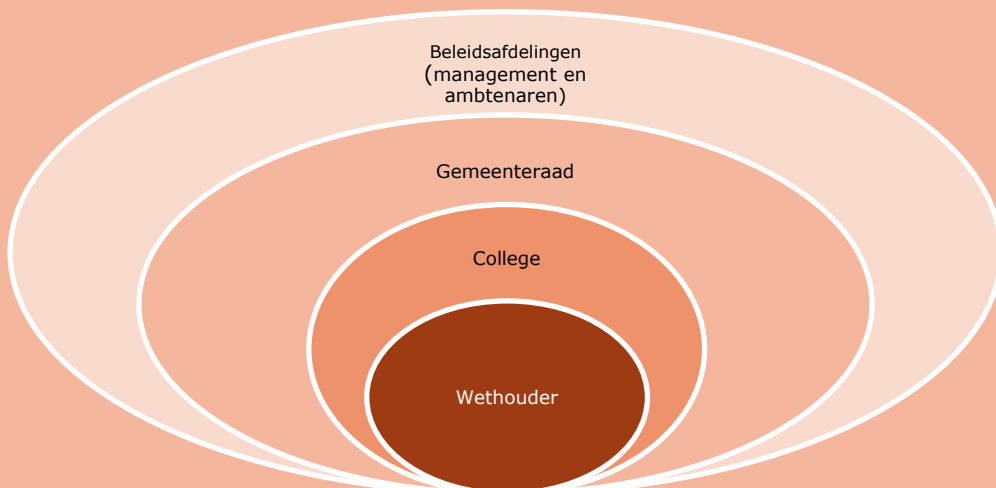 Beleidsafdelingen
(management en
ambtenaren)
Gemeenteraad
College
Wethouder